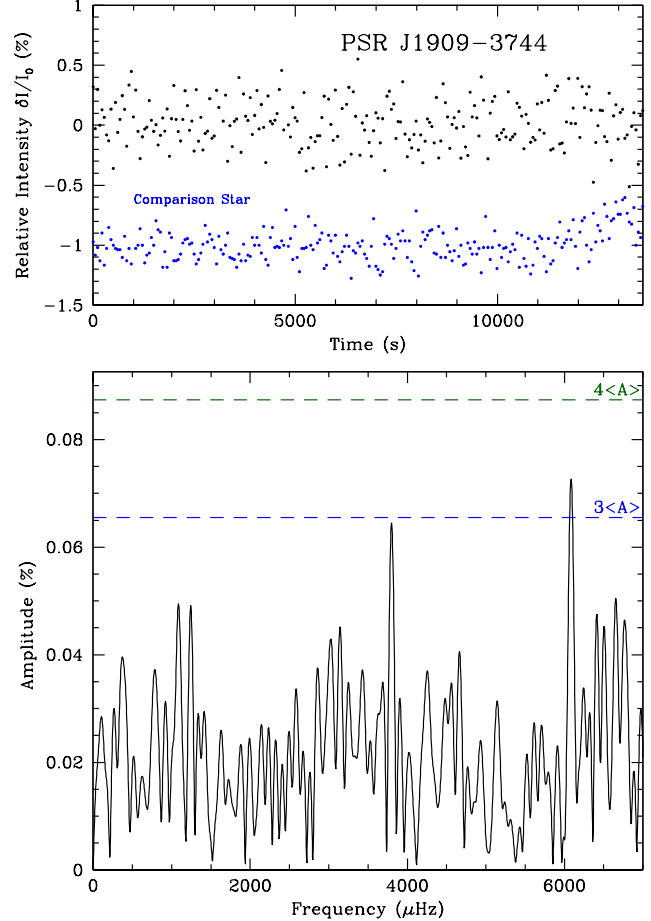 1
PSR J1909−3744
0.5
0
−0.5
Comparison Star
−1
−1.5
Relative Intensity δI/I₀ (%)
0 5000 10000
Time (s)
4<A>
0.08
3<A>
0.06
0.04
0.02
0
Amplitude (%)
0 2000 4000 6000
Frequency (μHz)